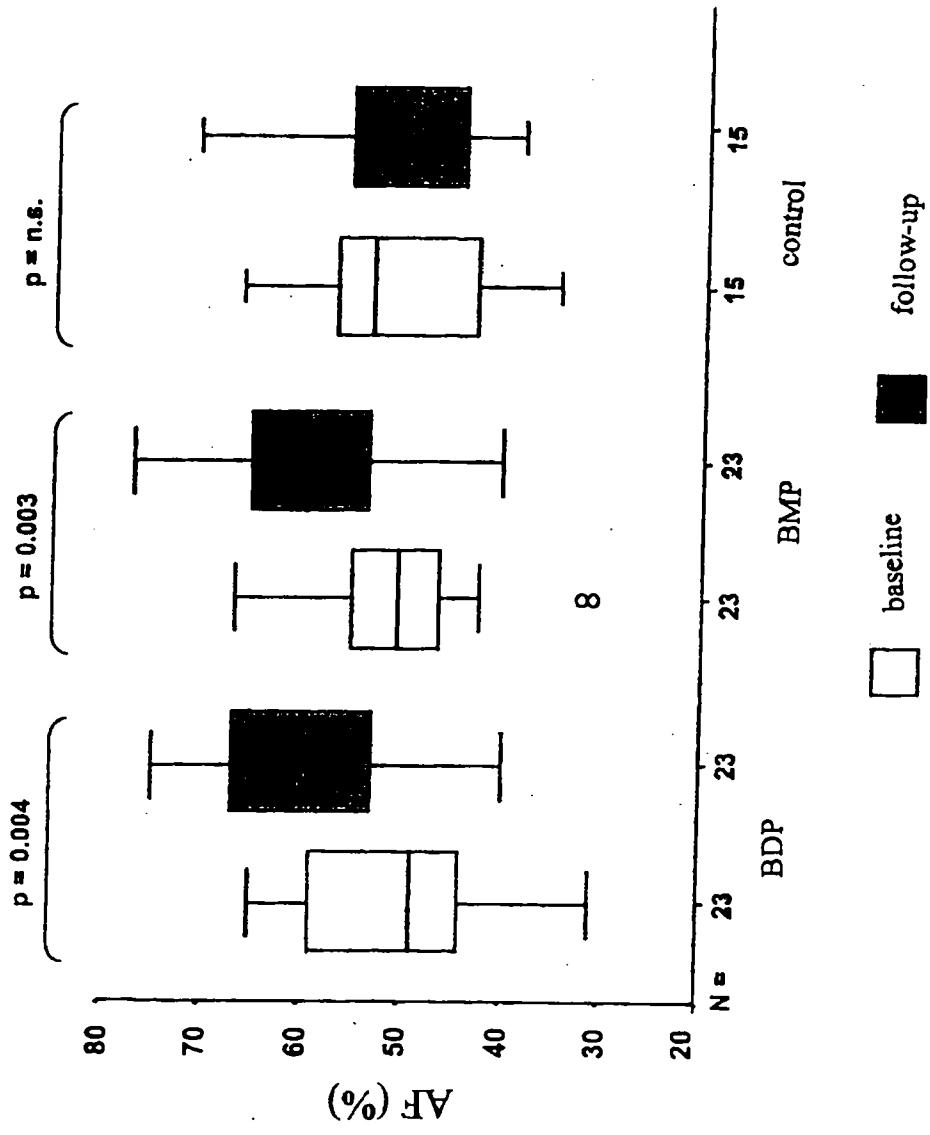 p = 0.004
p = 0.003
p = n.s.
80
70
60
50
40
30
20
AF (%)
8
N =
23
23
23
23
15
15
BDP
BMP
control
baseline
follow-up